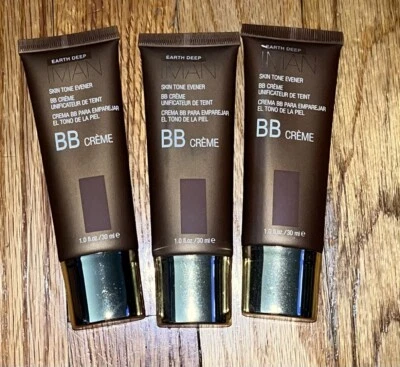 EARTH DEEP
IMAN
SKIN TONE EVENER
BB CRÈME
UNIFICATEUR DE TEINT
CREMA BB PARA EMPAREJAR
EL TONO DE LA PIEL
BB CRÈME
1.0 fl.oz/30 ml ℮
EARTH DEEP
IMAN
SKIN TONE EVENER
BB CRÈME
UNIFICATEUR DE TEINT
CREMA BB PARA EMPAREJAR
EL TONO DE LA PIEL
BB CRÈME
1.0 fl.oz/30 ml ℮
EARTH DEEP
IMAN
SKIN TONE EVENER
BB CRÈME
UNIFICATEUR DE TEINT
CREMA BB PARA EMPAREJAR
EL TONO DE LA PIEL
BB CRÈME
1.0 fl.oz/30 ml ℮